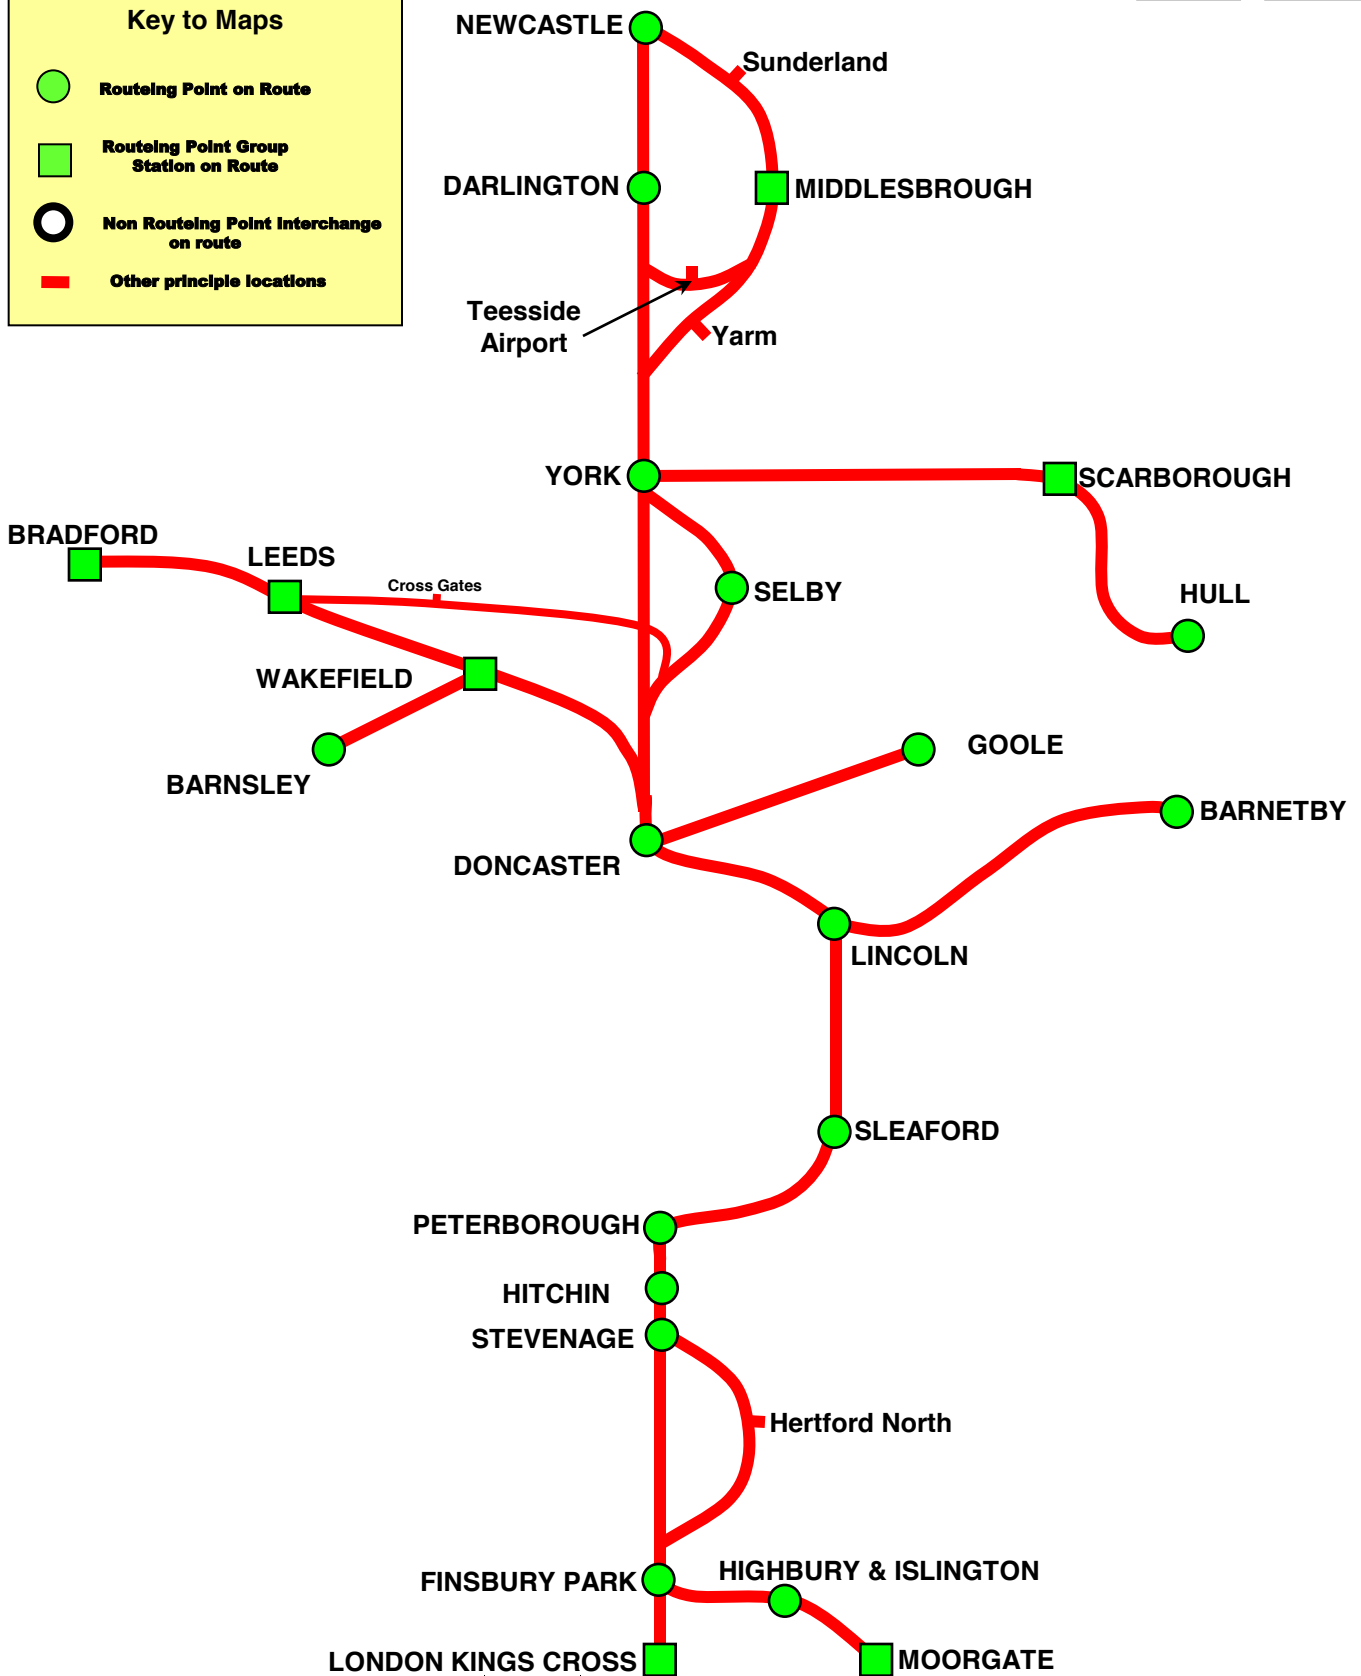 Key to Maps
Routeing Point on Route
Routeing Point Group
Station on Route
Non Routeing Point Interchange
on route
Other principle locations
NEWCASTLE
Sunderland
DARLINGTON
MIDDLESBROUGH
Teesside
Airport
Yarm
YORK
SCARBOROUGH
BRADFORD
LEEDS
Cross Gates
SELBY
HULL
WAKEFIELD
BARNSLEY
GOOLE
BARNETBY
DONCASTER
LINCOLN
SLEAFORD
PETERBOROUGH
HITCHIN
STEVENAGE
Hertford North
FINSBURY PARK
HIGHBURY & ISLINGTON
LONDON KINGS CROSS
MOORGATE